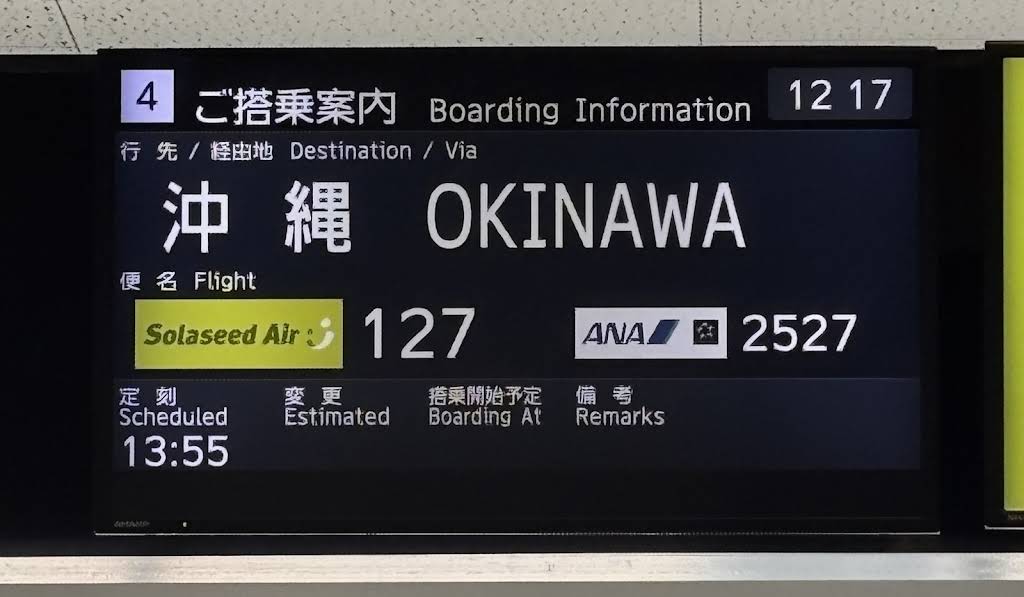 4 ご搭乗案内 Boarding Information 12 17
行 先 / 経由地 Destination / Via
沖 縄 OKINAWA
便 名 Flight
Solaseed Air 127 ANA 2527
定 刻 変 更 搭乗開始予定 備 考
Scheduled Estimated Boarding At Remarks
13:55
SHARP